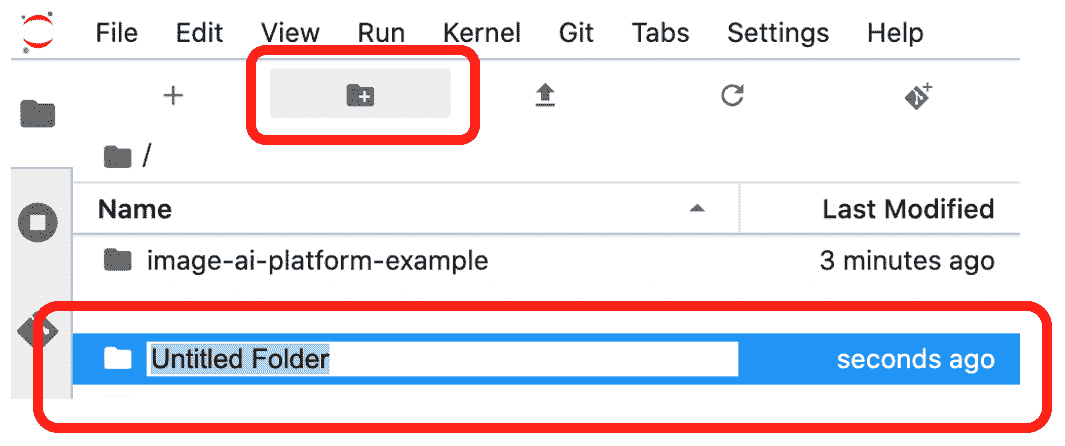 File Edit View Run Kernel Git Tabs Settings Help
/
Name Last Modified
image-ai-platform-example 3 minutes ago
Untitled Folder seconds ago